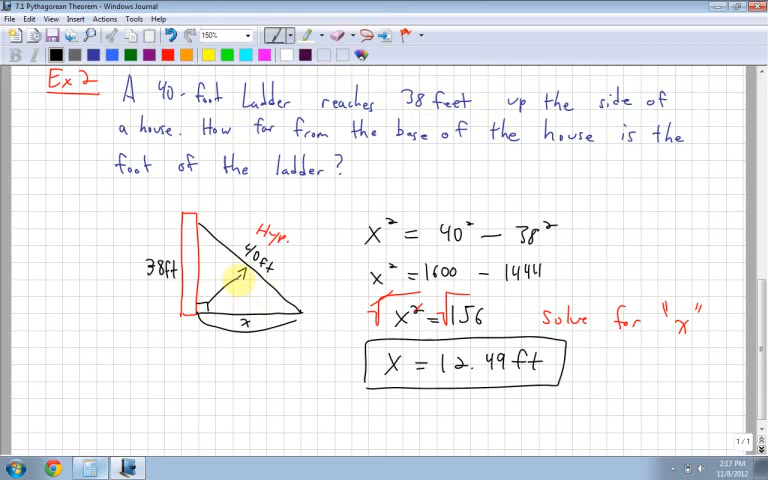 7.1 Pythagorean Theorem - Windows Journal
File Edit View Insert Actions Tools Help
150%
B I
Ex 2
A 40-foot Ladder reaches 38 feet up the side of
a house. How far from the base of the house is the
foot of the ladder?
Hyp.
40ft
38ft
x
x² = 40² - 38²
x² = 1600 - 1444
√x² = √156 solve for "x"
x = 12.49 ft
1/1
2:17 PM
11/8/2012